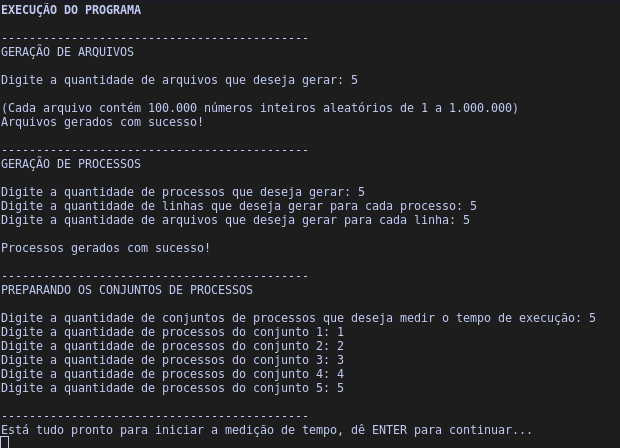 EXECUÇÃO DO PROGRAMA
--------------------------------------------
GERAÇÃO DE ARQUIVOS
Digite a quantidade de arquivos que deseja gerar: 5
(Cada arquivo contém 100.000 números inteiros aleatórios de 1 a 1.000.000)
Arquivos gerados com sucesso!
--------------------------------------------
GERAÇÃO DE PROCESSOS
Digite a quantidade de processos que deseja gerar: 5
Digite a quantidade de linhas que deseja gerar para cada processo: 5
Digite a quantidade de arquivos que deseja gerar para cada linha: 5
Processos gerados com sucesso!
--------------------------------------------
PREPARANDO OS CONJUNTOS DE PROCESSOS
Digite a quantidade de conjuntos de processos que deseja medir o tempo de execução: 5
Digite a quantidade de processos do conjunto 1: 1
Digite a quantidade de processos do conjunto 2: 2
Digite a quantidade de processos do conjunto 3: 3
Digite a quantidade de processos do conjunto 4: 4
Digite a quantidade de processos do conjunto 5: 5
--------------------------------------------
Está tudo pronto para iniciar a medição de tempo, dê ENTER para continuar...